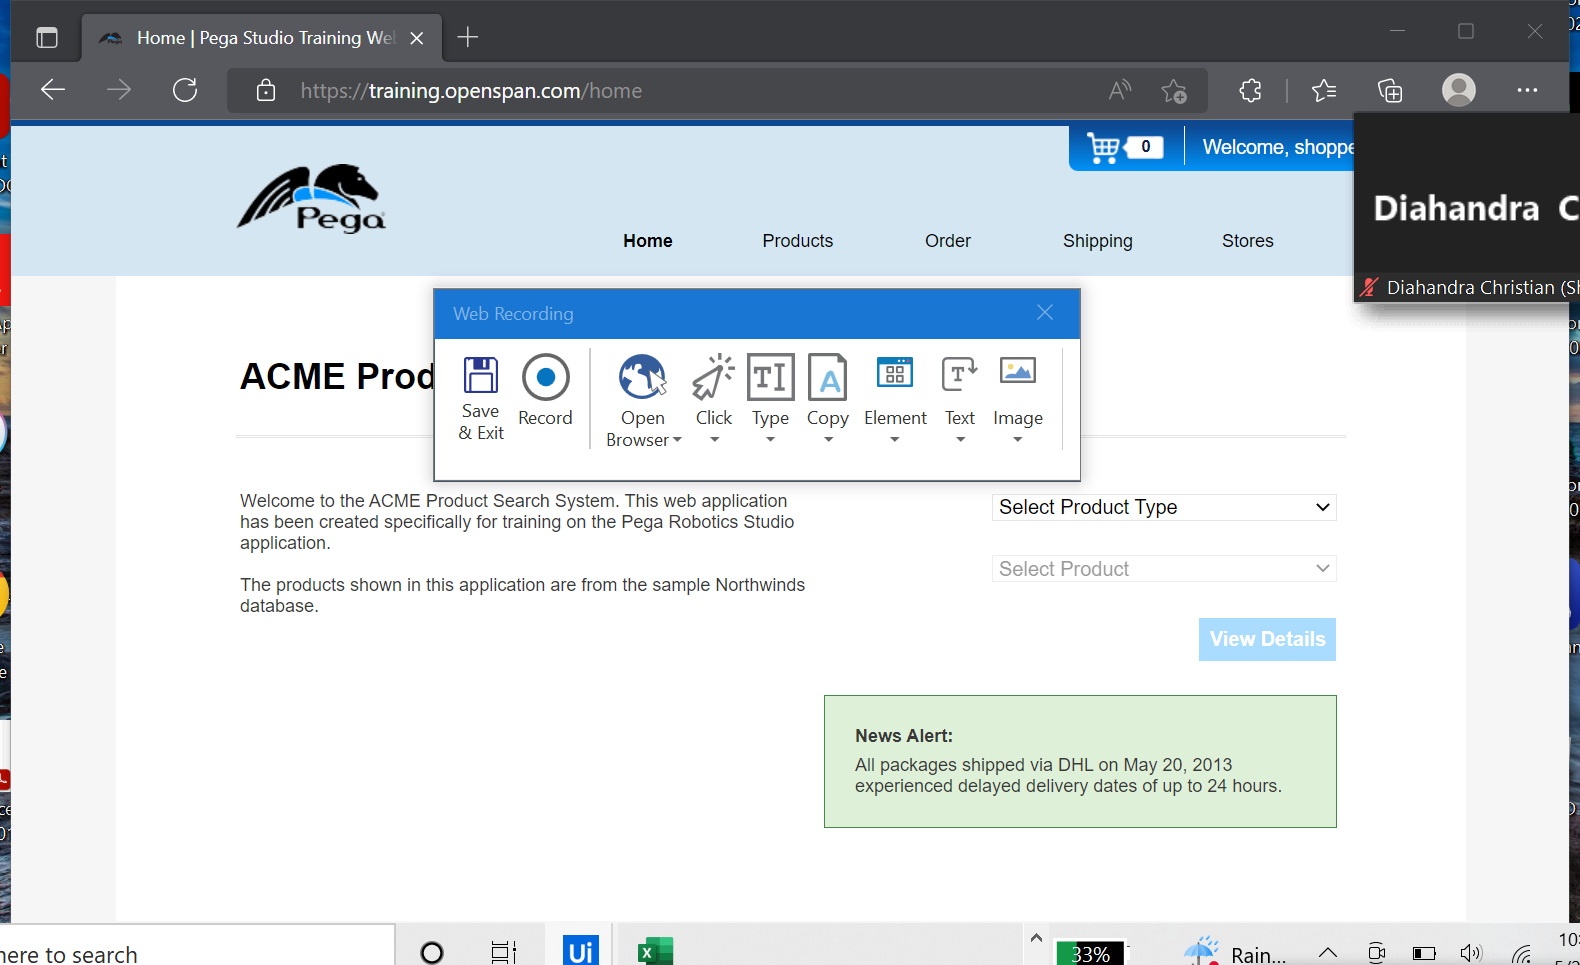 Home | Pega Studio Training Web
https://training.openspan.com/home
0
Welcome, shoppe
Diahandra C
Diahandra Christian (Sh
Pega
Home Products Order Shipping Stores
Web Recording
ACME Prod
Save & Exit
Record
Open Browser
Click
Type
Copy
Element
Text
Image
Welcome to the ACME Product Search System. This web application
has been created specifically for training on the Pega Robotics Studio
application.
The products shown in this application are from the sample Northwinds
database.
Select Product Type
Select Product
View Details
News Alert:
All packages shipped via DHL on May 20, 2013
experienced delayed delivery dates of up to 24 hours.
here to search
Ui
33%
Rain...